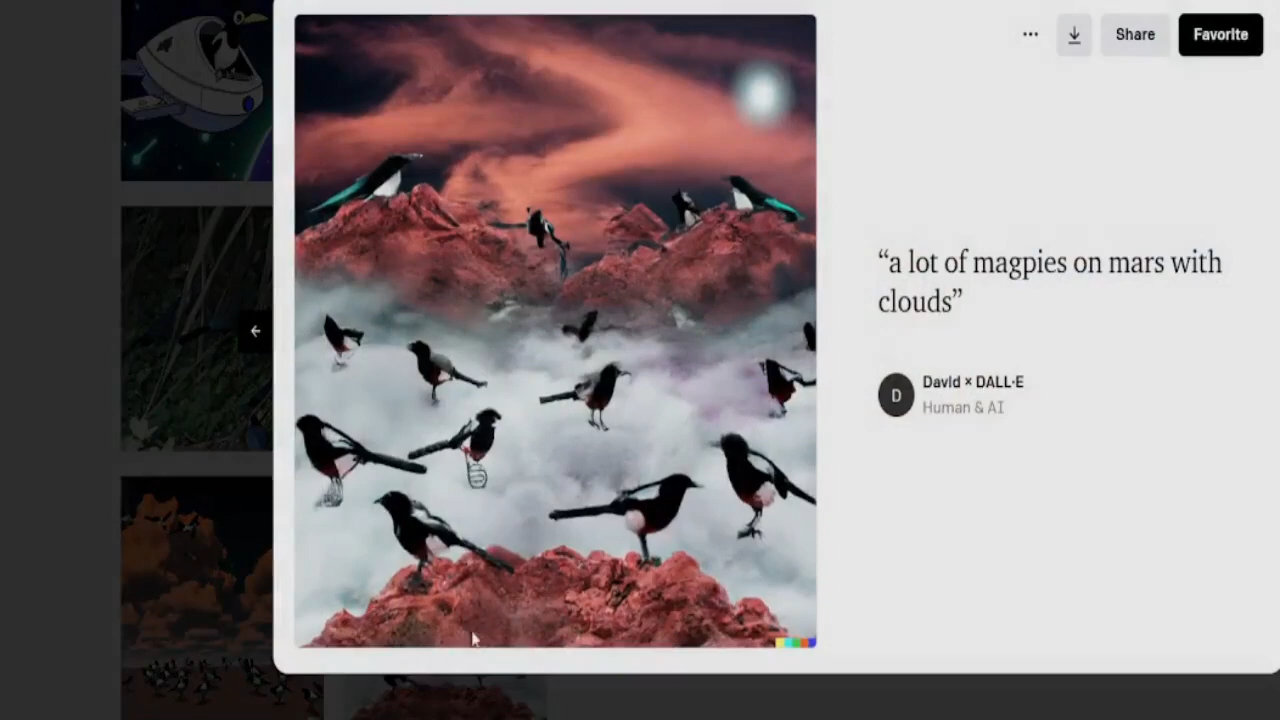 Share
Favorite
“a lot of magpies on mars with
clouds”
D
David × DALL·E
Human & AI